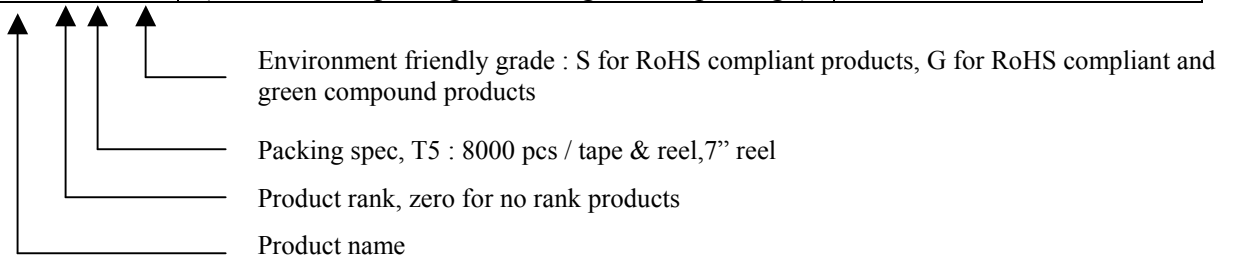 Environment friendly grade : S for RoHS compliant products, G for RoHS compliant and
green compound products
Packing spec, T5 : 8000 pcs / tape & reel,7” reel
Product rank, zero for no rank products
Product name